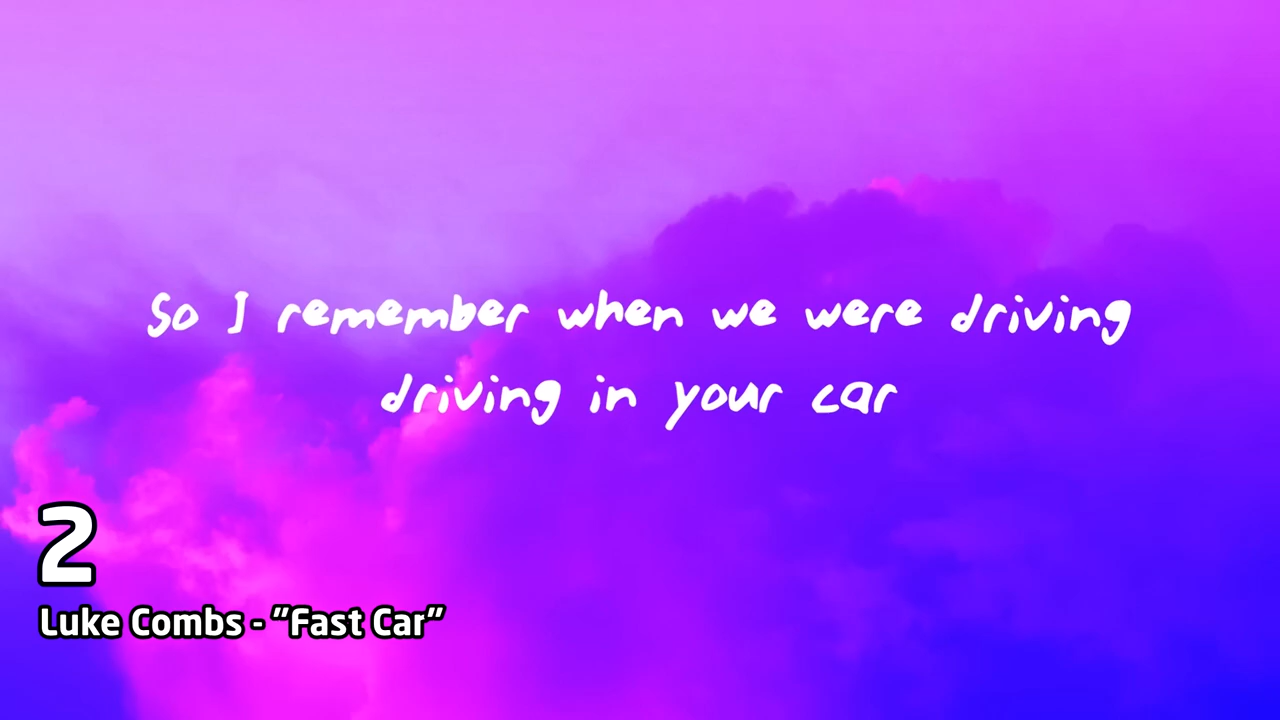 So I remember when we were driving
driving in your car
2
Luke Combs - "Fast Car"